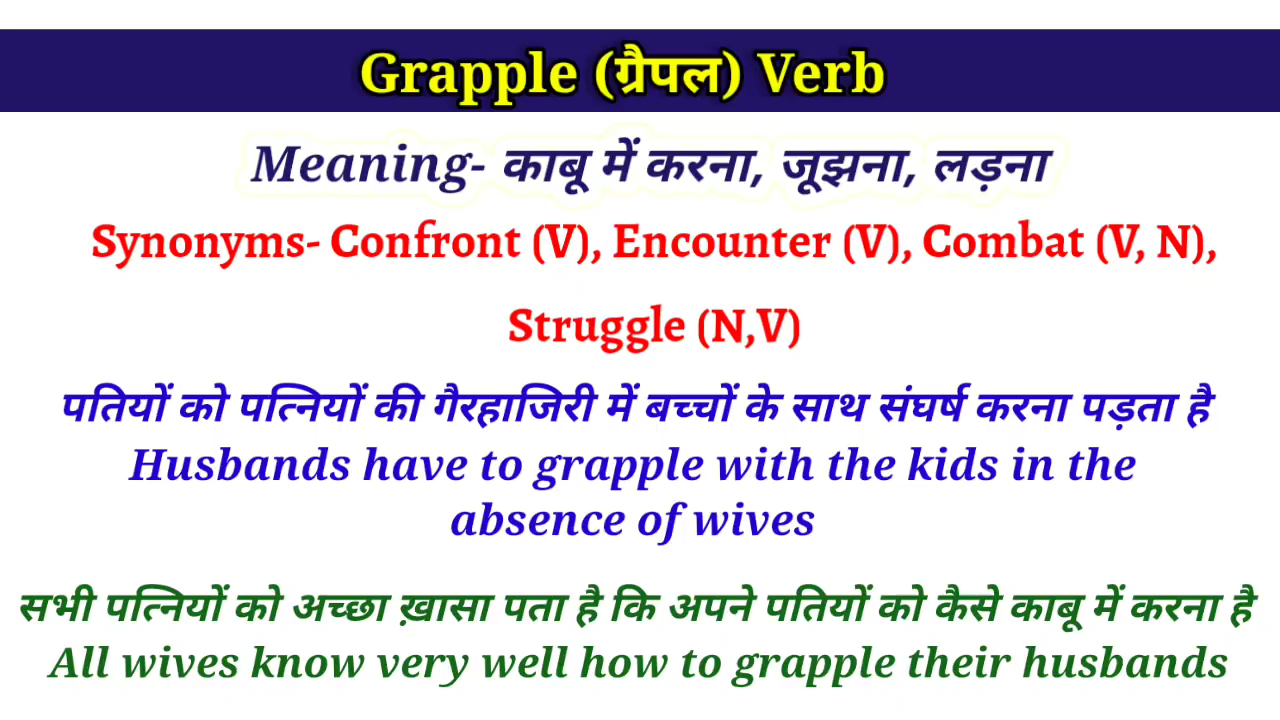 Grapple (ग्रैपल) Verb
Meaning- काबू में करना, जूझना, लड़ना
Synonyms- Confront (V), Encounter (V), Combat (V, N),
Struggle (N,V)
पतियों को पत्नियों की गैरहाजिरी में बच्चों के साथ संघर्ष करना पड़ता है
Husbands have to grapple with the kids in the
absence of wives
सभी पत्नियों को अच्छा ख़ासा पता है कि अपने पतियों को कैसे काबू में करना है
All wives know very well how to grapple their husbands